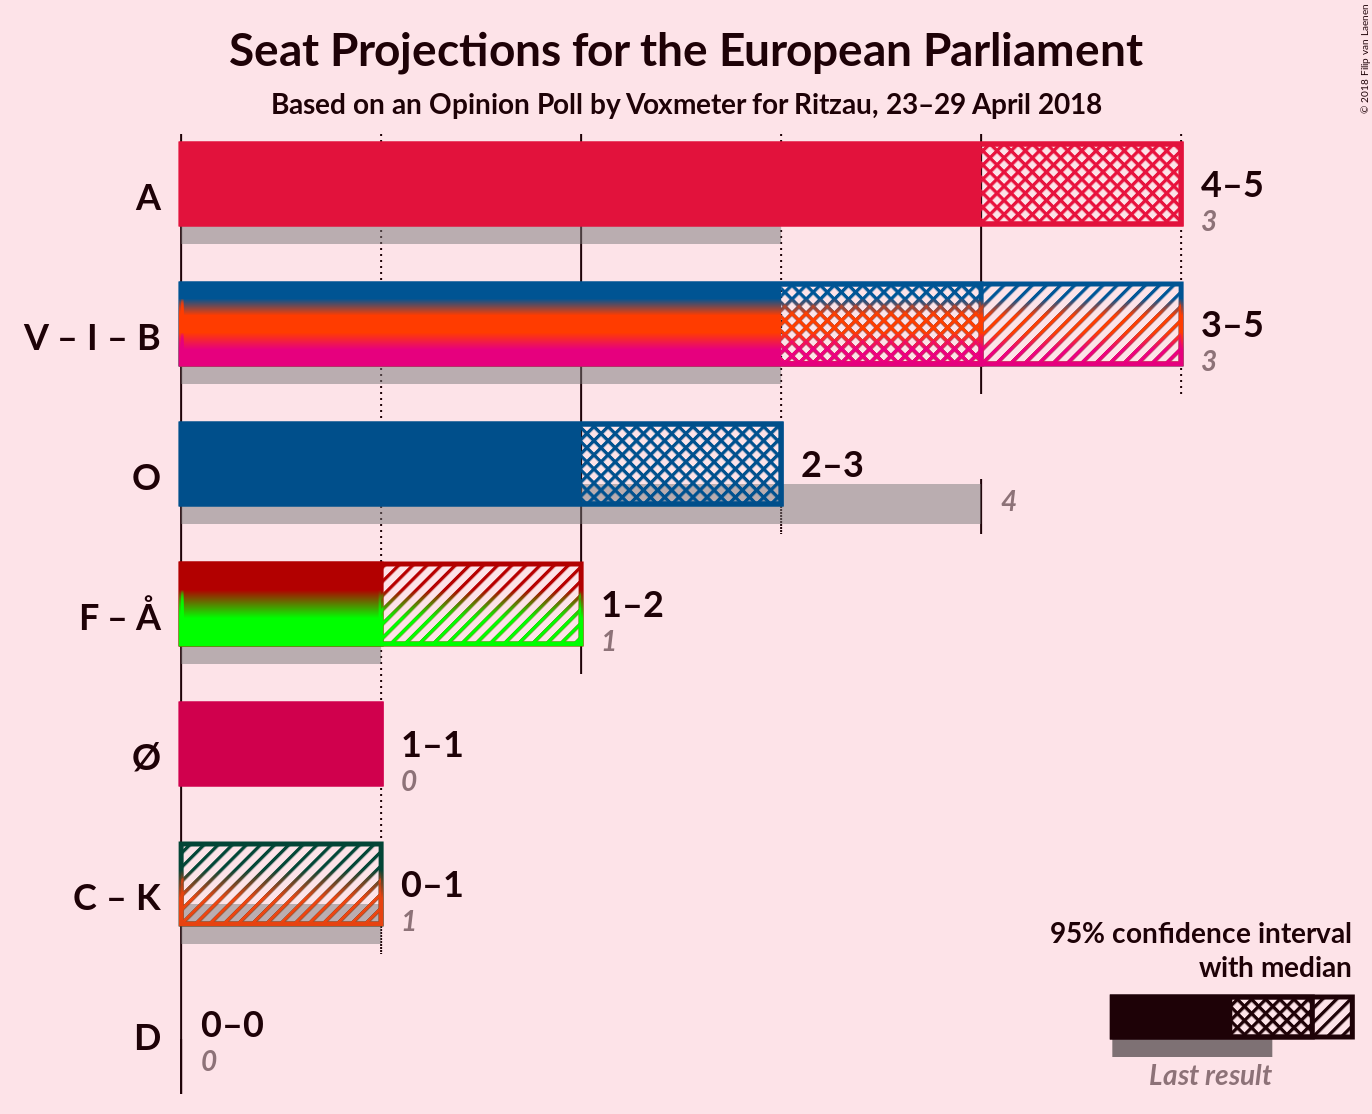 Seat Projections for the European Parliament
Based on an Opinion Poll by Voxmeter for Ritzau, 23–29 April 2018
© 2018 Filip van Laenen
A
4–5
3
V – I – B
3–5
3
O
2–3
4
F – Å
1–2
1
Ø
1–1
0
C – K
0–1
1
D
0–0
0
95% confidence interval
with median
Last result